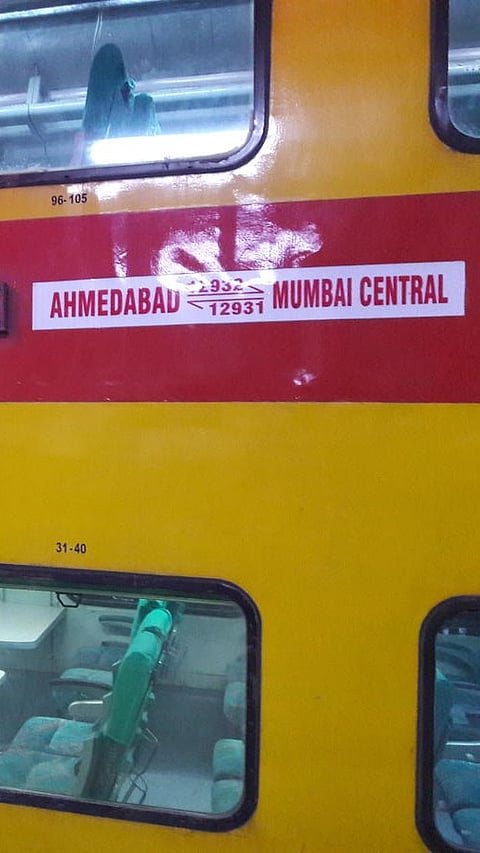 96-105
AHMEDABAD 12932 MUMBAI CENTRAL
12931
31-40